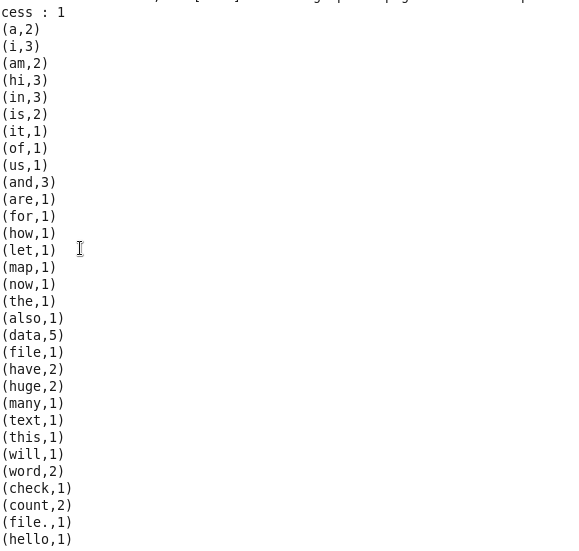 cess : 1
(a,2)
(i,3)
(am,2)
(hi,3)
(in,3)
(is,2)
(it,1)
(of,1)
(us,1)
(and,3)
(are,1)
(for,1)
(how,1)
(let,1)
(map,1)
(now,1)
(the,1)
(also,1)
(data,5)
(file,1)
(have,2)
(huge,2)
(many,1)
(text,1)
(this,1)
(will,1)
(word,2)
(check,1)
(count,2)
(file.,1)
(hello,1)